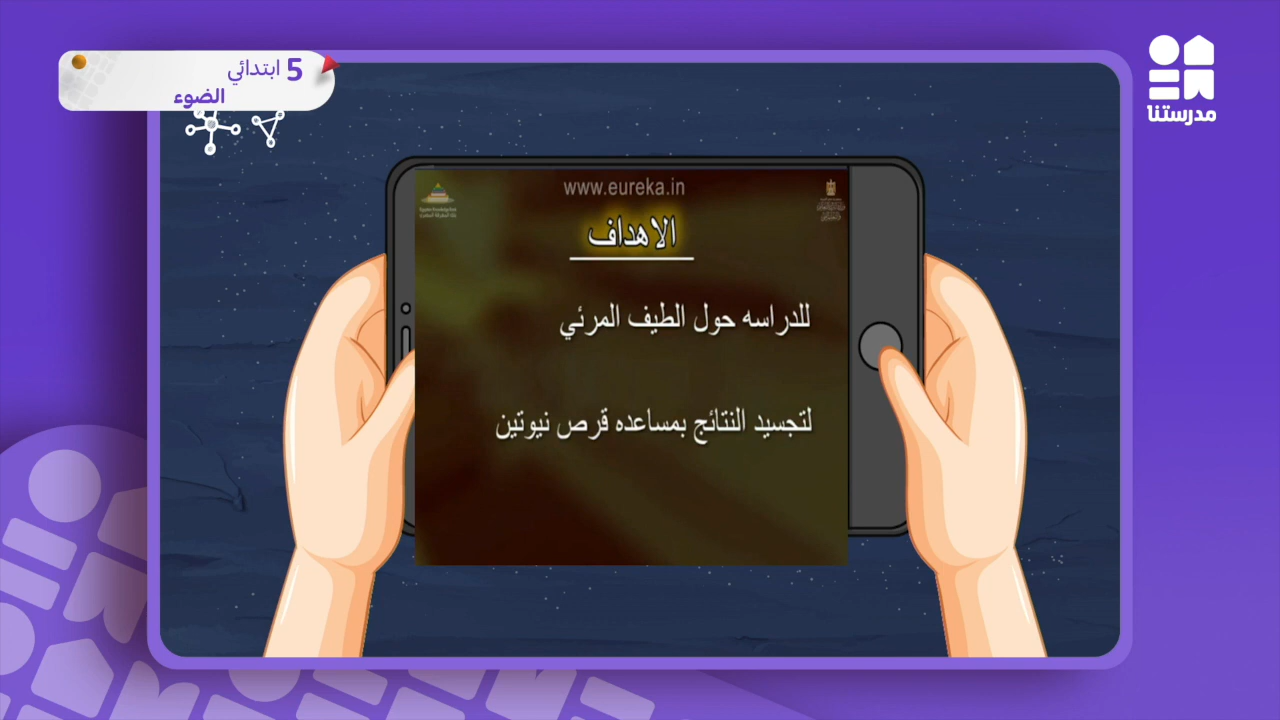 5 ابتدائي
الضوء
مدرستنا
www.eureka.in
الاهداف
للدراسه حول الطيف المرئي
لتجسيد النتائج بمساعده قرص نيوتين